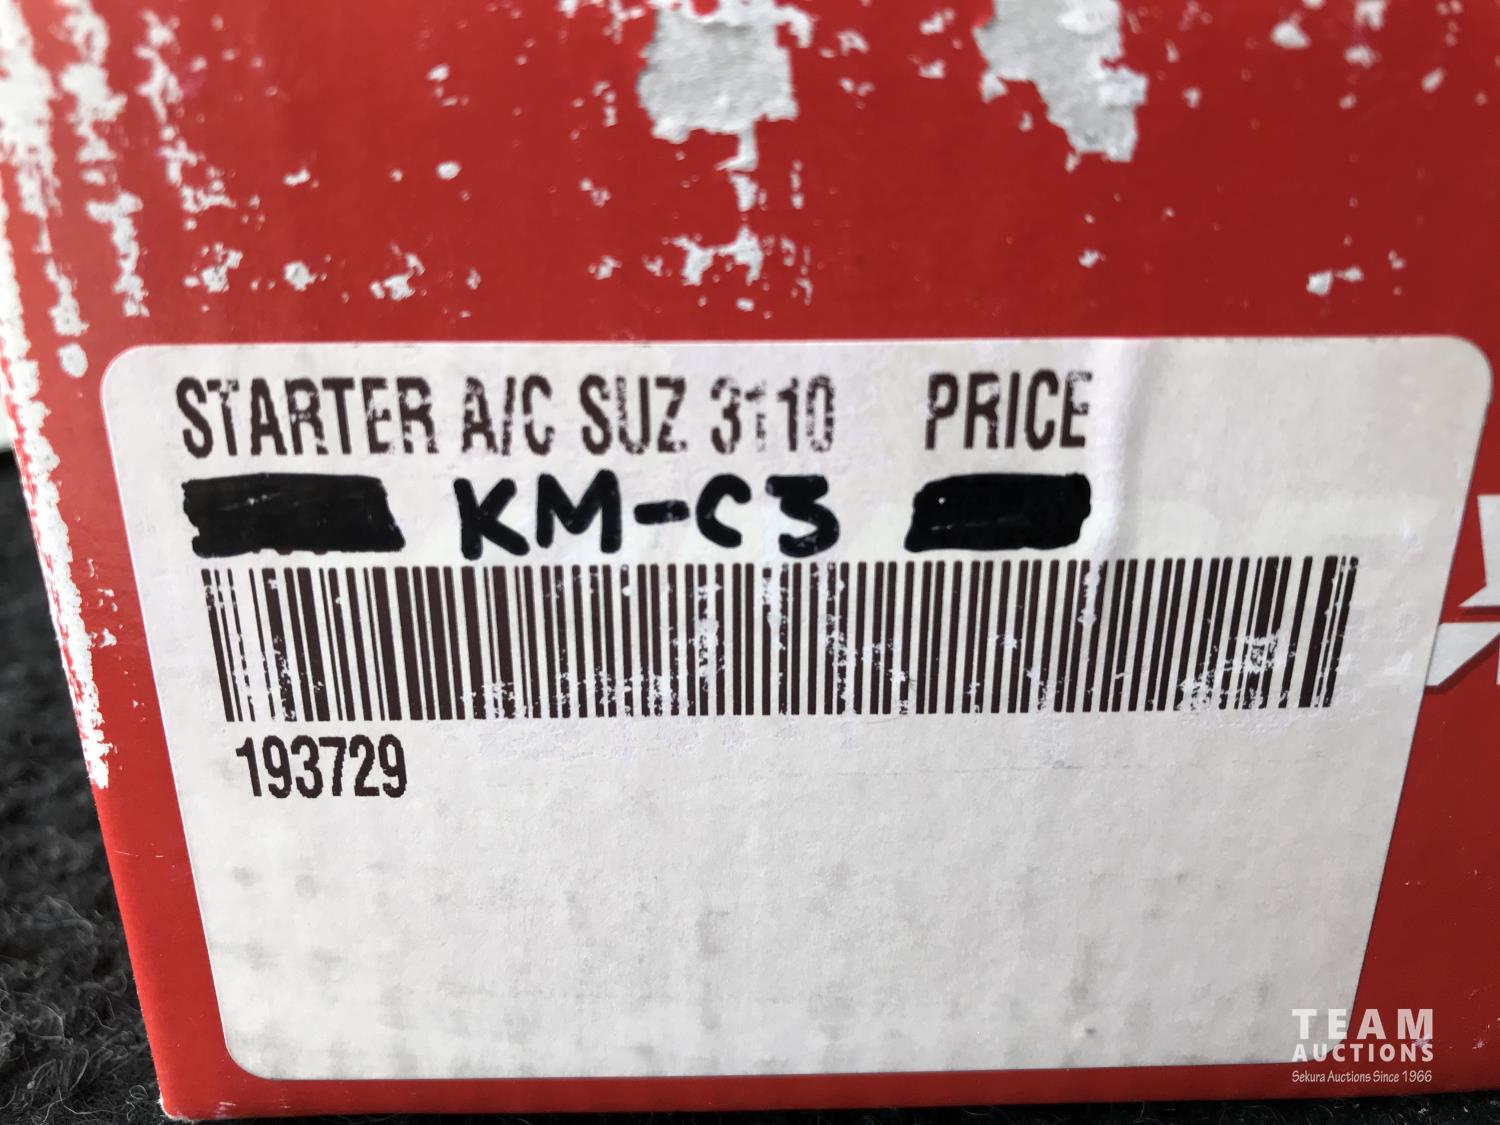 STARTER A/C SUZ 3110 PRICE
KM-C3
193729
TEAM
AUCTIONS
Sekura Auctions Since 1966